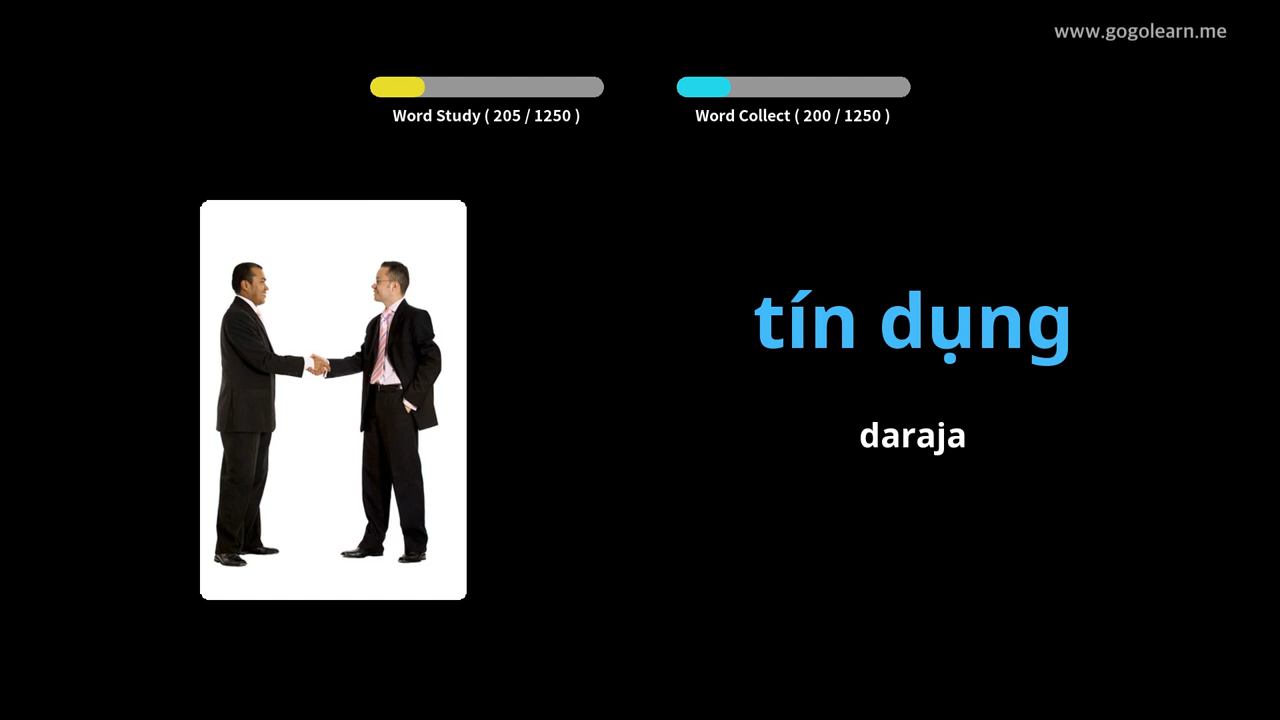 www.gogolearn.me
Word Study ( 205 / 1250 )
Word Collect ( 200 / 1250 )
tín dụng
daraja